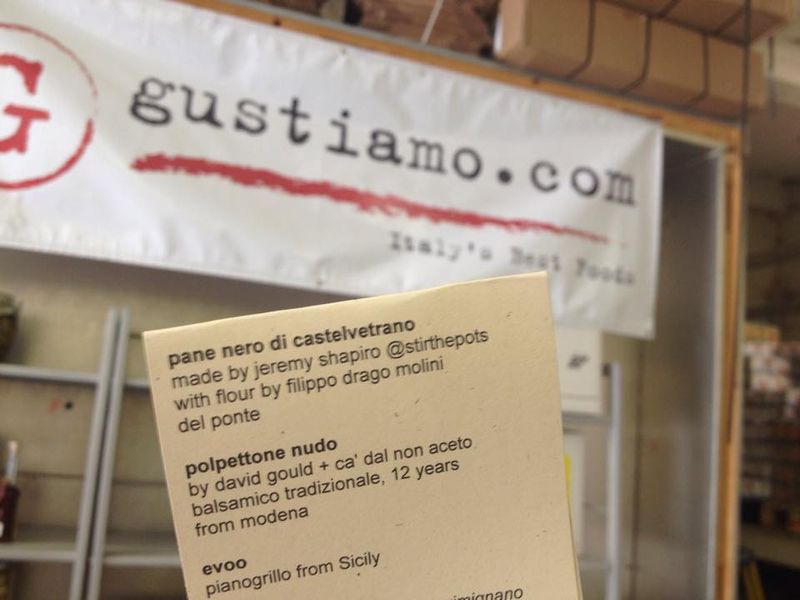 G
gustiamo.com
Italy's Best Foods
pane nero di castelvetrano
made by jeremy shapiro @stirthepots
with flour by filippo drago molini
del ponte
polpettone nudo
by david gould + ca' dal non aceto
balsamico tradizionale, 12 years
from modena
evoo
pianogrillo from Sicily